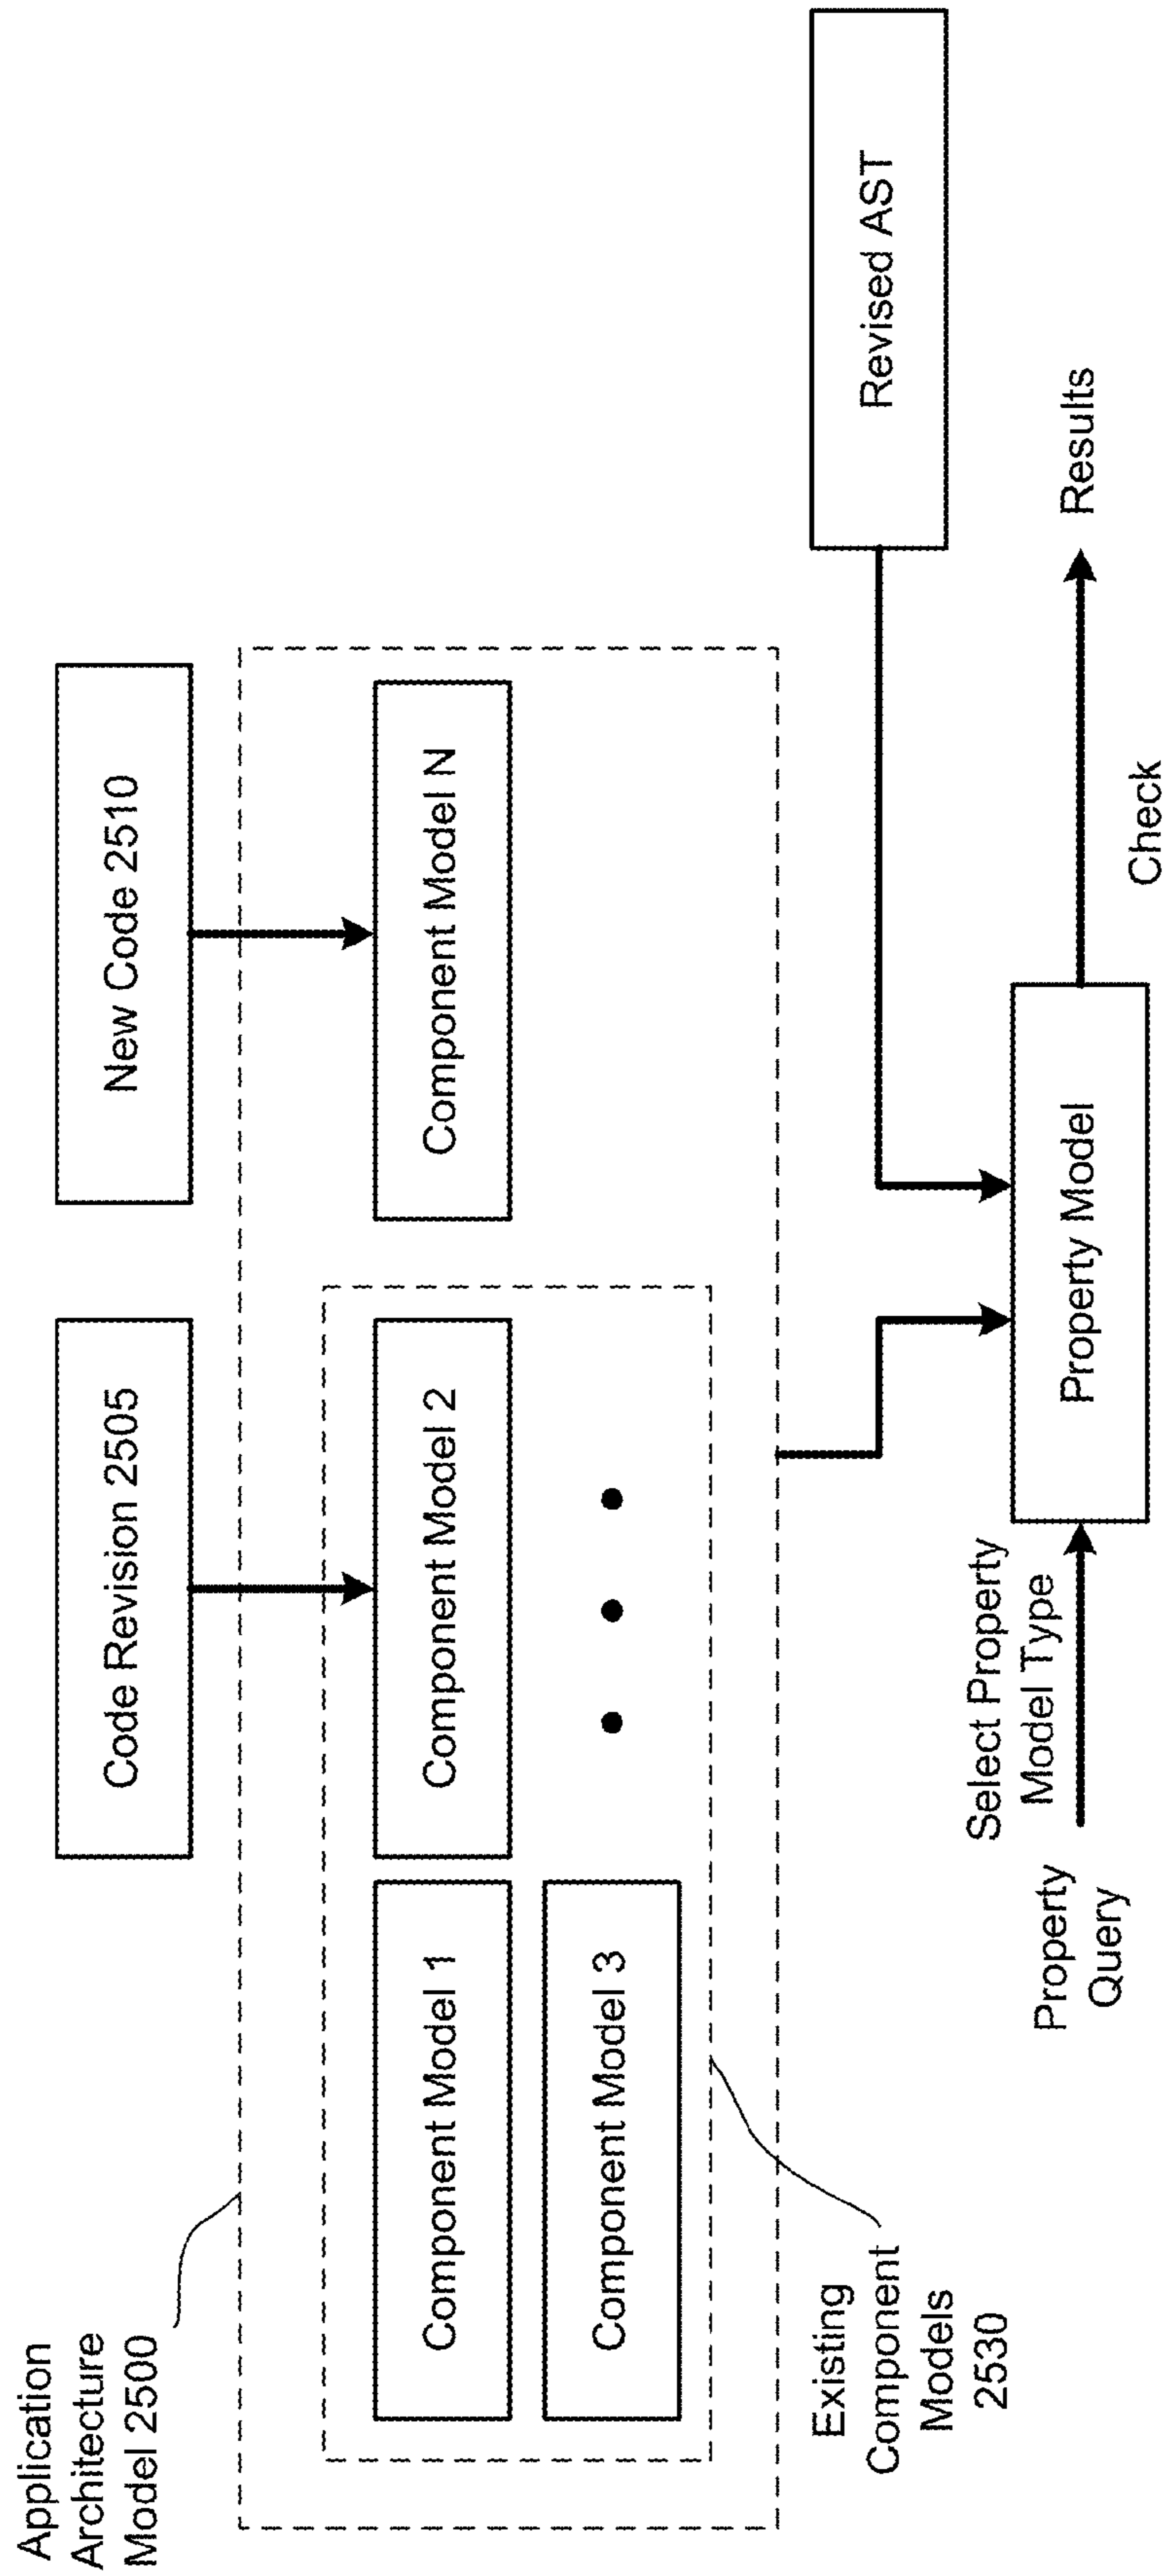 Application
Architecture
Model 2500
Code Revision 2505
New Code 2510
Component Model 1
Component Model 2
Component Model N
Component Model 3
Existing
Component
Models
2530
Revised AST
Property
Query
Select Property
Model Type
Property Model
Check
Results